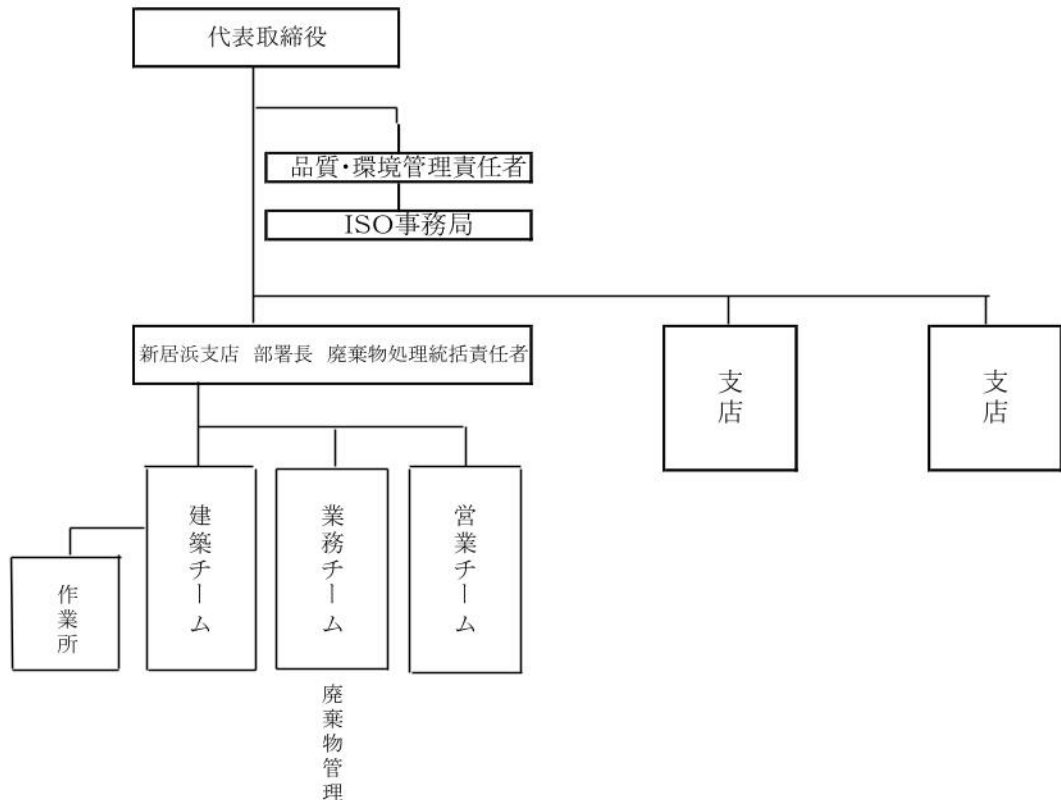 代表取締役
品質・環境管理責任者
ISO事務局
新居浜支店 部署長 廃棄物処理統括責任者
支店
支店
建築チーム
業務チーム
営業チーム
作業所
廃棄物管理